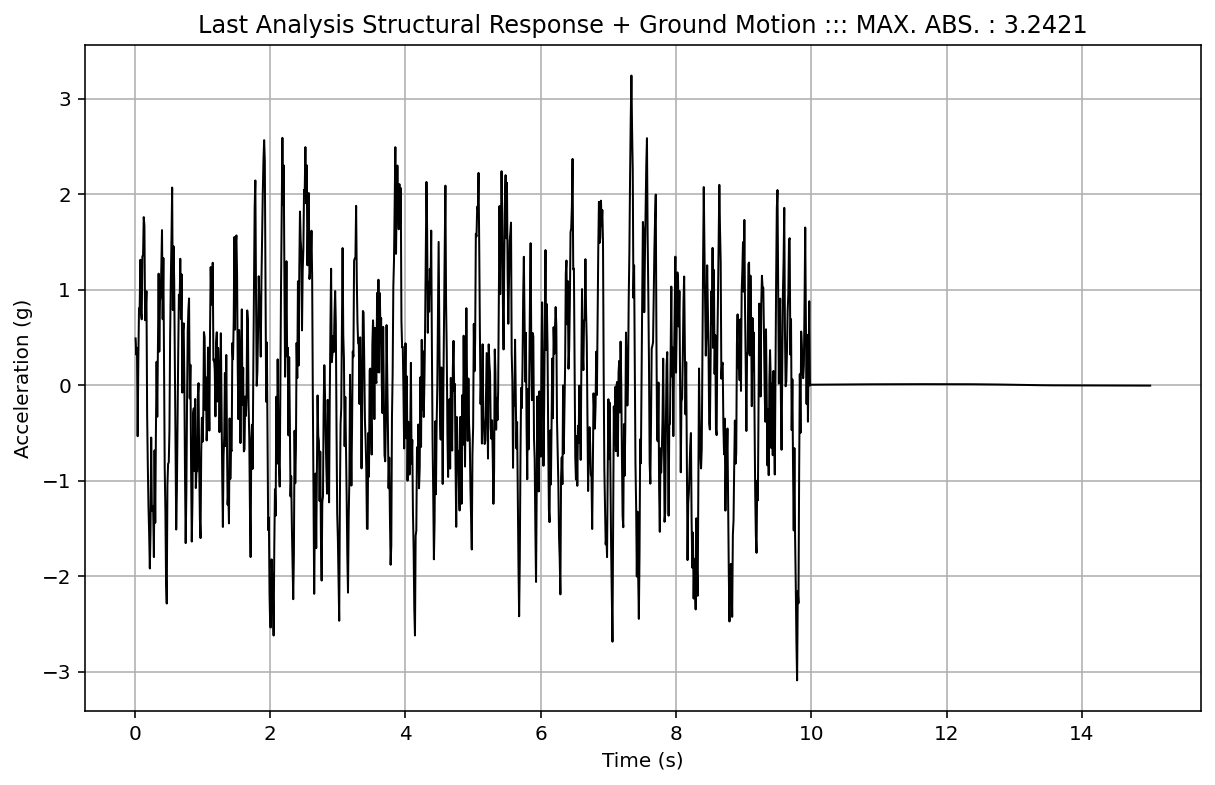 Last Analysis Structural Response + Ground Motion ::: MAX. ABS. : 3.2421
3
2
1
0
−1
−2
−3
Acceleration (g)
0 2 4 6 8 10 12 14
Time (s)